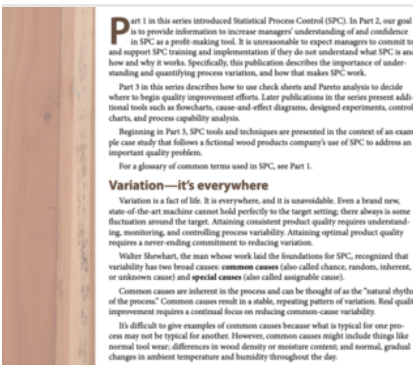 Part 1 in this series introduced Statistical Process Control (SPC). In Part 2, our goal
is to provide information to increase managers' understanding of and confidence
in SPC as a profit-making tool. It is unreasonable to expect managers to commit to
and support SPC training and implementation if they do not understand what SPC is and
how and why it works. Specifically, this publication describes the importance of under-
standing and quantifying process variation, and how that makes SPC work.
Part 3 in this series describes how to use check sheets and Pareto analysis to decide
where to begin quality improvement efforts. Later publications in the series present addi-
tional tools such as flowcharts, cause-and-effect diagrams, designed experiments, control
charts, and process capability analysis.
Beginning in Part 3, SPC tools and techniques are presented in the context of an exam-
ple case study that follows a fictional wood products company's use of SPC to address an
important quality problem.
For a glossary of common terms used in SPC, see Part 1.
Variation—it's everywhere
Variation is a fact of life. It is everywhere, and it is unavoidable. Even a brand new,
state-of-the-art machine cannot hold perfectly to the target setting; there always is some
fluctuation around the target. Attaining consistent product quality requires understand-
ing, monitoring, and controlling process variability. Attaining optimal product quality
requires a never-ending commitment to reducing variation.
Walter Shewhart, the man whose work laid the foundations for SPC, recognized that
variability has two broad causes: common causes (also called chance, random, inherent,
or unknown cause) and special causes (also called assignable cause).
Common causes are inherent in the process and can be thought of as the "natural rhythm
of the process." Common causes result in a stable, repeating pattern of variation. Real quality
improvement requires a continual focus on reducing common-cause variability.
It's difficult to give examples of common causes because what is typical for one pro-
cess may not be typical for another. However, common causes might include things like
normal tool wear; differences in wood density or moisture content; and normal, gradual
changes in ambient temperature and humidity throughout the day.